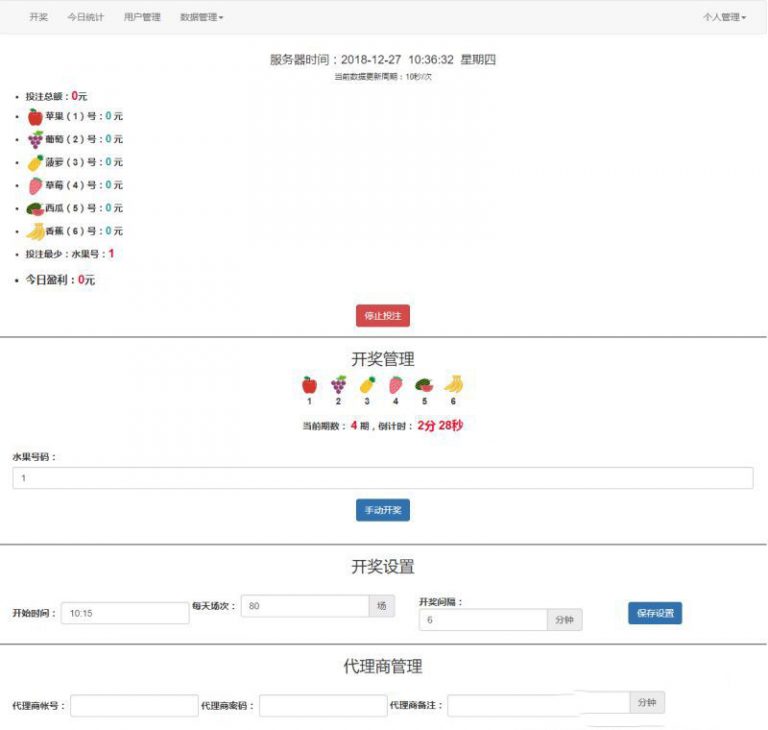 开奖 今日统计 用户管理 数据管理 个人管理
服务器时间：2018-12-27 10:36:32 星期四
当前数据更新周期：10秒/次
投注总额：0元
苹果（1）号：0 元
葡萄（2）号：0 元
菠萝（3）号：0 元
草莓（4）号：0 元
西瓜（5）号：0 元
香蕉（6）号：0 元
投注最少：水果号：1
今日盈利：0元
停止投注
开奖管理
1 2 3 4 5 6
当前期数： 4 期，倒计时： 2分 28秒
水果号码：
1
手动开奖
开奖设置
开始时间： 10:15 每天场次： 80 场 开奖间隔： 6 分钟 保存设置
代理商管理
代理商帐号： 代理商密码： 代理商备注： 分钟